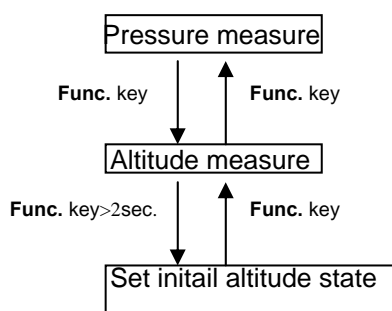 Pressure measure
Func. key Func. key
Altitude measure
Func. key>2sec. Func. key
Set initail altitude state